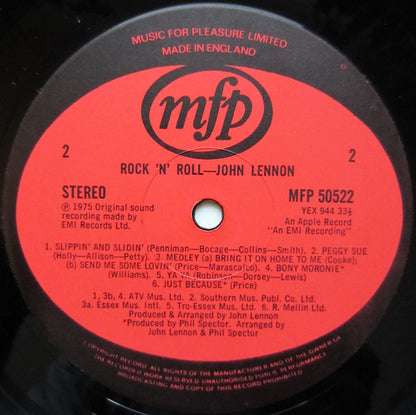 MUSIC FOR PLEASURE LIMITED
MADE IN ENGLAND
mfp
2
2
ROCK 'N' ROLL—JOHN LENNON
STEREO
MFP 50522
℗ 1975 Original sound
recording made by
EMI Records Ltd.
YEX 944 33⅓
An Apple Record
"An EMI Recording"
1. SLIPPIN' AND SLIDIN' (Penniman—Bocage—Collins—Smith). 2. PEGGY SUE
(Holly—Allison—Petty). 3. MEDLEY (a) BRING IT ON HOME TO ME (Cooke);
(b) SEND ME SOME LOVIN' (Price—Marascalco). 4. BONY MORONIE*
(Williams). 5. YA YA (Robinson—Dorsey—Lewis)
6. JUST BECAUSE* (Price)
1., 3b, 4, ATV Mus. Ltd. 2. Southern Mus. Publ. Co. Ltd.
3a. Essex Mus. Intl. 5. Tro-Essex Mus. Ltd. 6. R. Mellin Ltd.
Produced & Arranged by John Lennon
*Produced by Phil Spector. Arranged by
John Lennon & Phil Spector
COPYRIGHT RECORD ALL RIGHTS OF THE MANUFACTURER AND OF THE OWNER OF
THE RECORDED WORK RESERVED UNAUTHORISED PUBLIC PERFORMANCE
BROADCASTING AND COPY OF THIS RECORD PROHIBITED